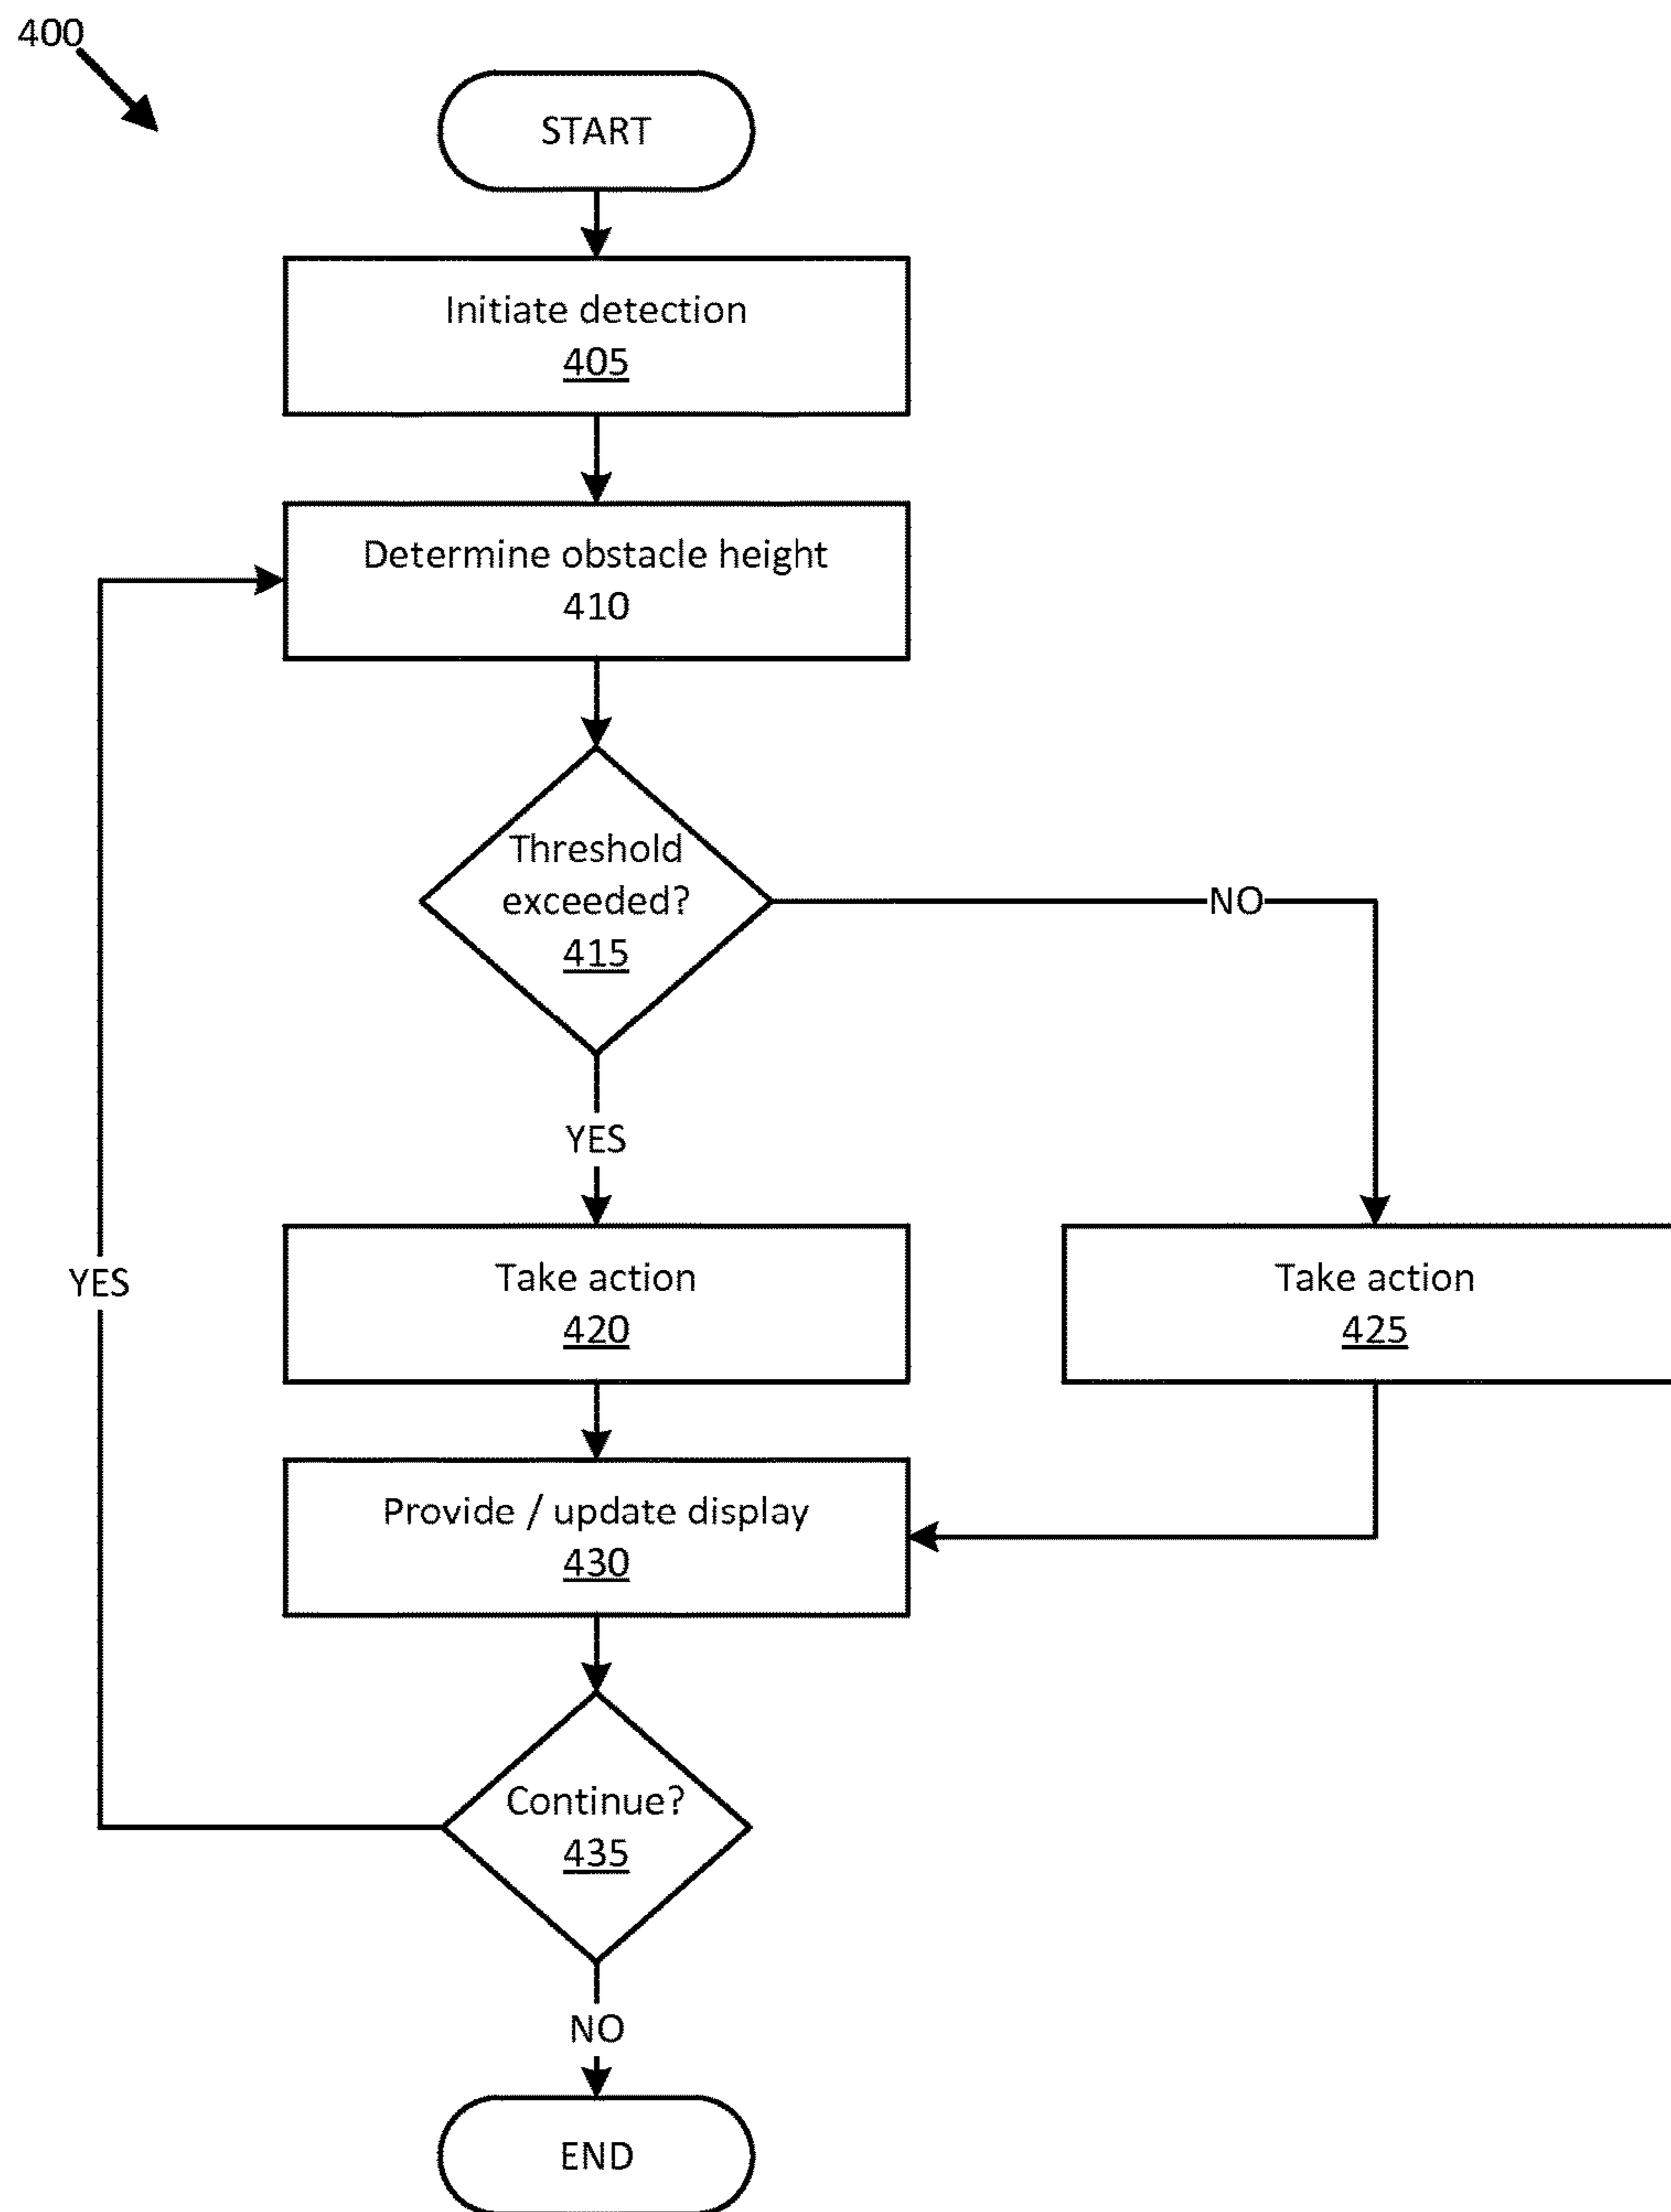 400
START
Initiate detection
405
Determine obstacle height
410
Threshold
exceeded?
415
NO
YES
Take action
420
Take action
425
YES
Provide / update display
430
Continue?
435
NO
END